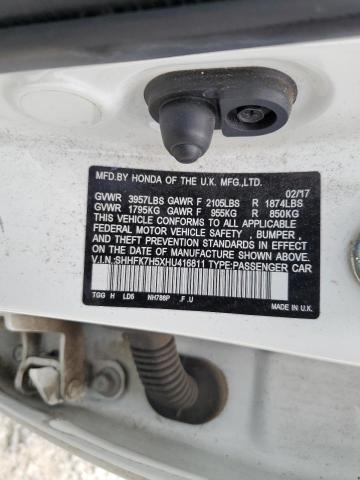 MFD.BY HONDA OF THE U.K. MFG.,LTD.
02/17
GVWR 3957LBS GAWR F 2105LBS R 1874LBS
GVWR 1795KG GAWR F 955KG R 850KG
THIS VEHICLE CONFORMS TO ALL APPLICABLE
FEDERAL MOTOR VEHICLE SAFETY , BUMPER ,
AND THEFT PREVENTION STANDARDS IN EFFECT
ON THE DATE OF MANUFACTURE SHOWN ABOVE.
V.I.N.:SHHFK7H5XHU416811 TYPE:PASSENGER CAR
TGG H LD6 NH788P .F .U
MADE IN U.K.